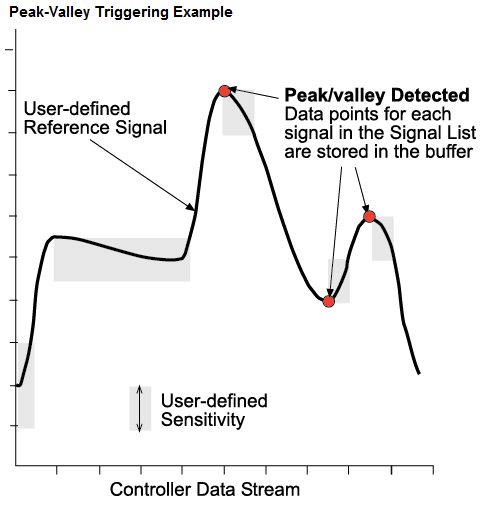 Peak-Valley Triggering Example
User-defined
Reference Signal
Peak/valley Detected
Data points for each
signal in the Signal List
are stored in the buffer
User-defined
Sensitivity
Controller Data Stream